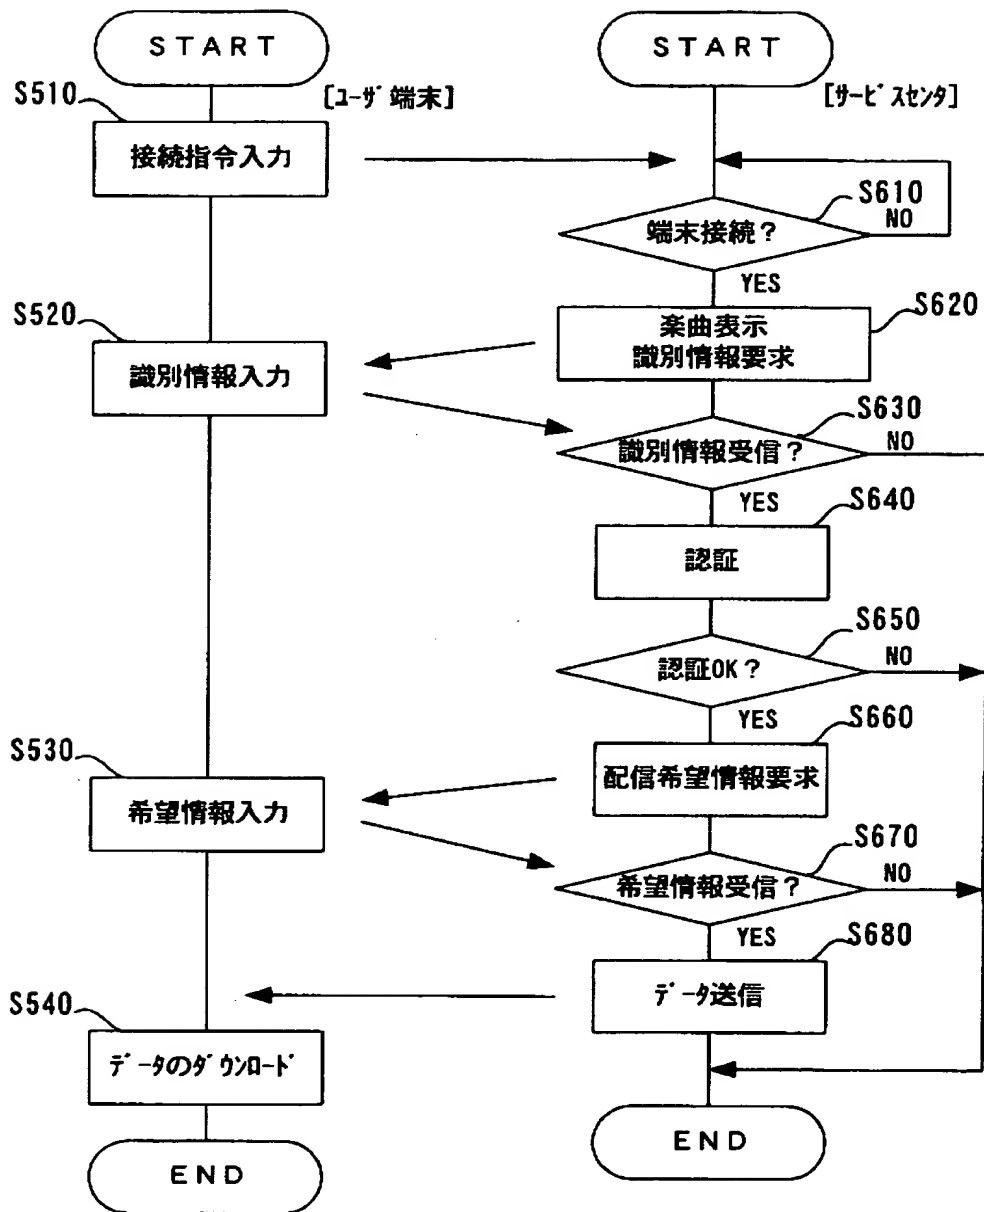 START
START
[ユーザ端末]
[サービスセンタ]
S510
接続指令入力
S610
端末接続?
NO
YES
S520
識別情報入力
S620
楽曲表示
識別情報要求
S630
識別情報受信?
NO
YES
S640
認証
S650
認証OK?
NO
YES
S530
希望情報入力
S660
配信希望情報要求
S670
希望情報受信?
NO
YES
S680
データ送信
S540
データのダウンロード
END
END